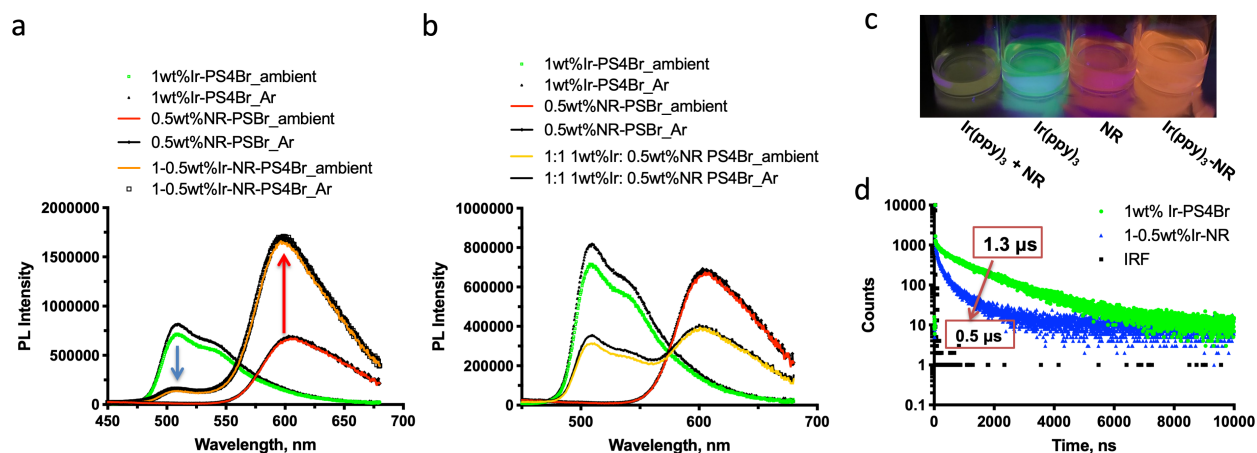 a
1wt%Ir-PS4Br_ambient
1wt%Ir-PS4Br_Ar
0.5wt%NR-PSBr_ambient
0.5wt%NR-PSBr_Ar
1-0.5wt%Ir-NR-PS4Br_ambient
1-0.5wt%Ir-NR-PS4Br_Ar
PL Intensity
2000000
1750000
1500000
1250000
1000000
750000
500000
250000
0
450 500 550 600 650 700
Wavelength, nm
b
1wt%Ir-PS4Br_ambient
1wt%Ir-PS4Br_Ar
0.5wt%NR-PSBr_ambient
0.5wt%NR-PSBr_Ar
1:1 1wt%Ir: 0.5wt%NR PS4Br_ambient
1:1 1wt%Ir: 0.5wt%NR PS4Br_Ar
PL Intensity
1000000
800000
600000
400000
200000
0
500 600 700
Wavelength, nm
c
Ir(ppy)₃ + NR
Ir(ppy)₃
NR
Ir(ppy)₃-NR
d
1wt% Ir-PS4Br
1-0.5wt%Ir-NR
IRF
1.3 µs
0.5 µs
Counts
10000
1000
100
10
1
0.1
0 2000 4000 6000 8000 10000
Time, ns